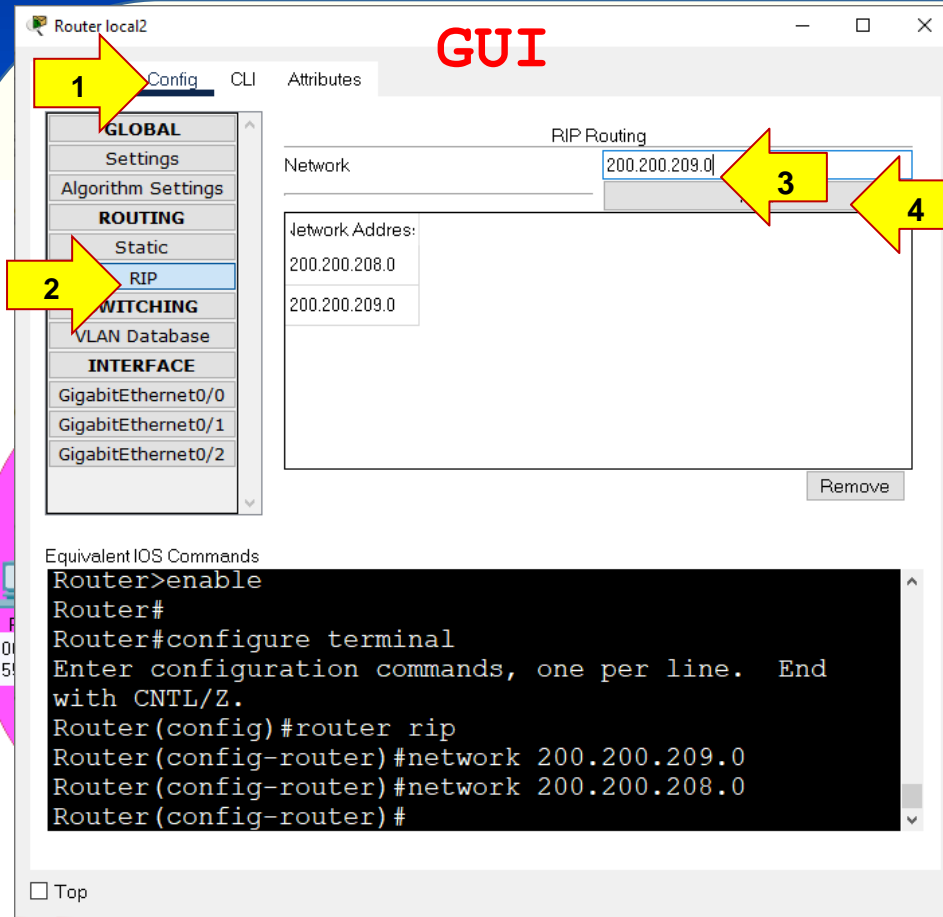 Router local2
GUI
1
Config CLI Attributes
GLOBAL
Settings
Algorithm Settings
ROUTING
Static
RIP
2
WITCHING
VLAN Database
INTERFACE
GigabitEthernet0/0
GigabitEthernet0/1
GigabitEthernet0/2
RIP Routing
Network 200.200.209.0
3
4
Network Addres
200.200.208.0
200.200.209.0
Remove
Equivalent IOS Commands
Router>enable
Router#
Router#configure terminal
Enter configuration commands, one per line. End
with CNTL/Z.
Router(config)#router rip
Router(config-router)#network 200.200.209.0
Router(config-router)#network 200.200.208.0
Router(config-router)#
Top